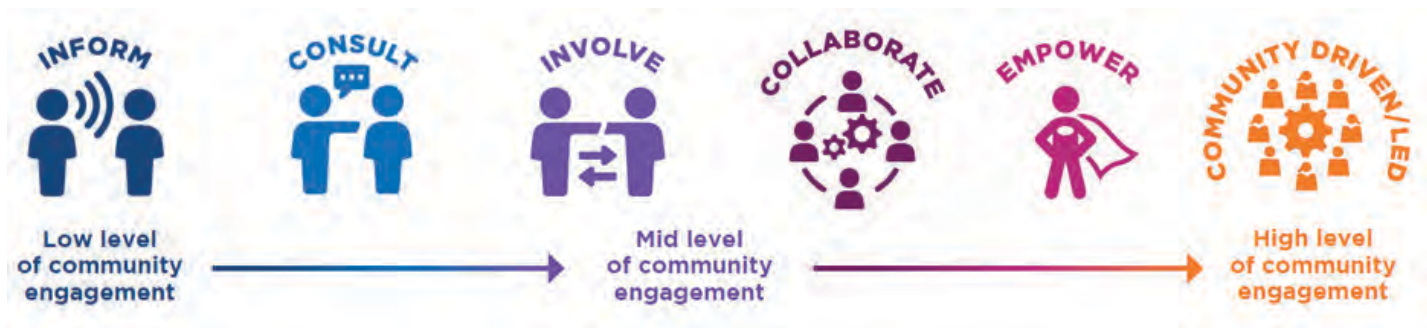 INFORM
CONSULT
INVOLVE
COLLABORATE
EMPOWER
COMMUNITY DRIVEN/LED
Low level
of community
engagement
Mid level
of community
engagement
High level
of community
engagement